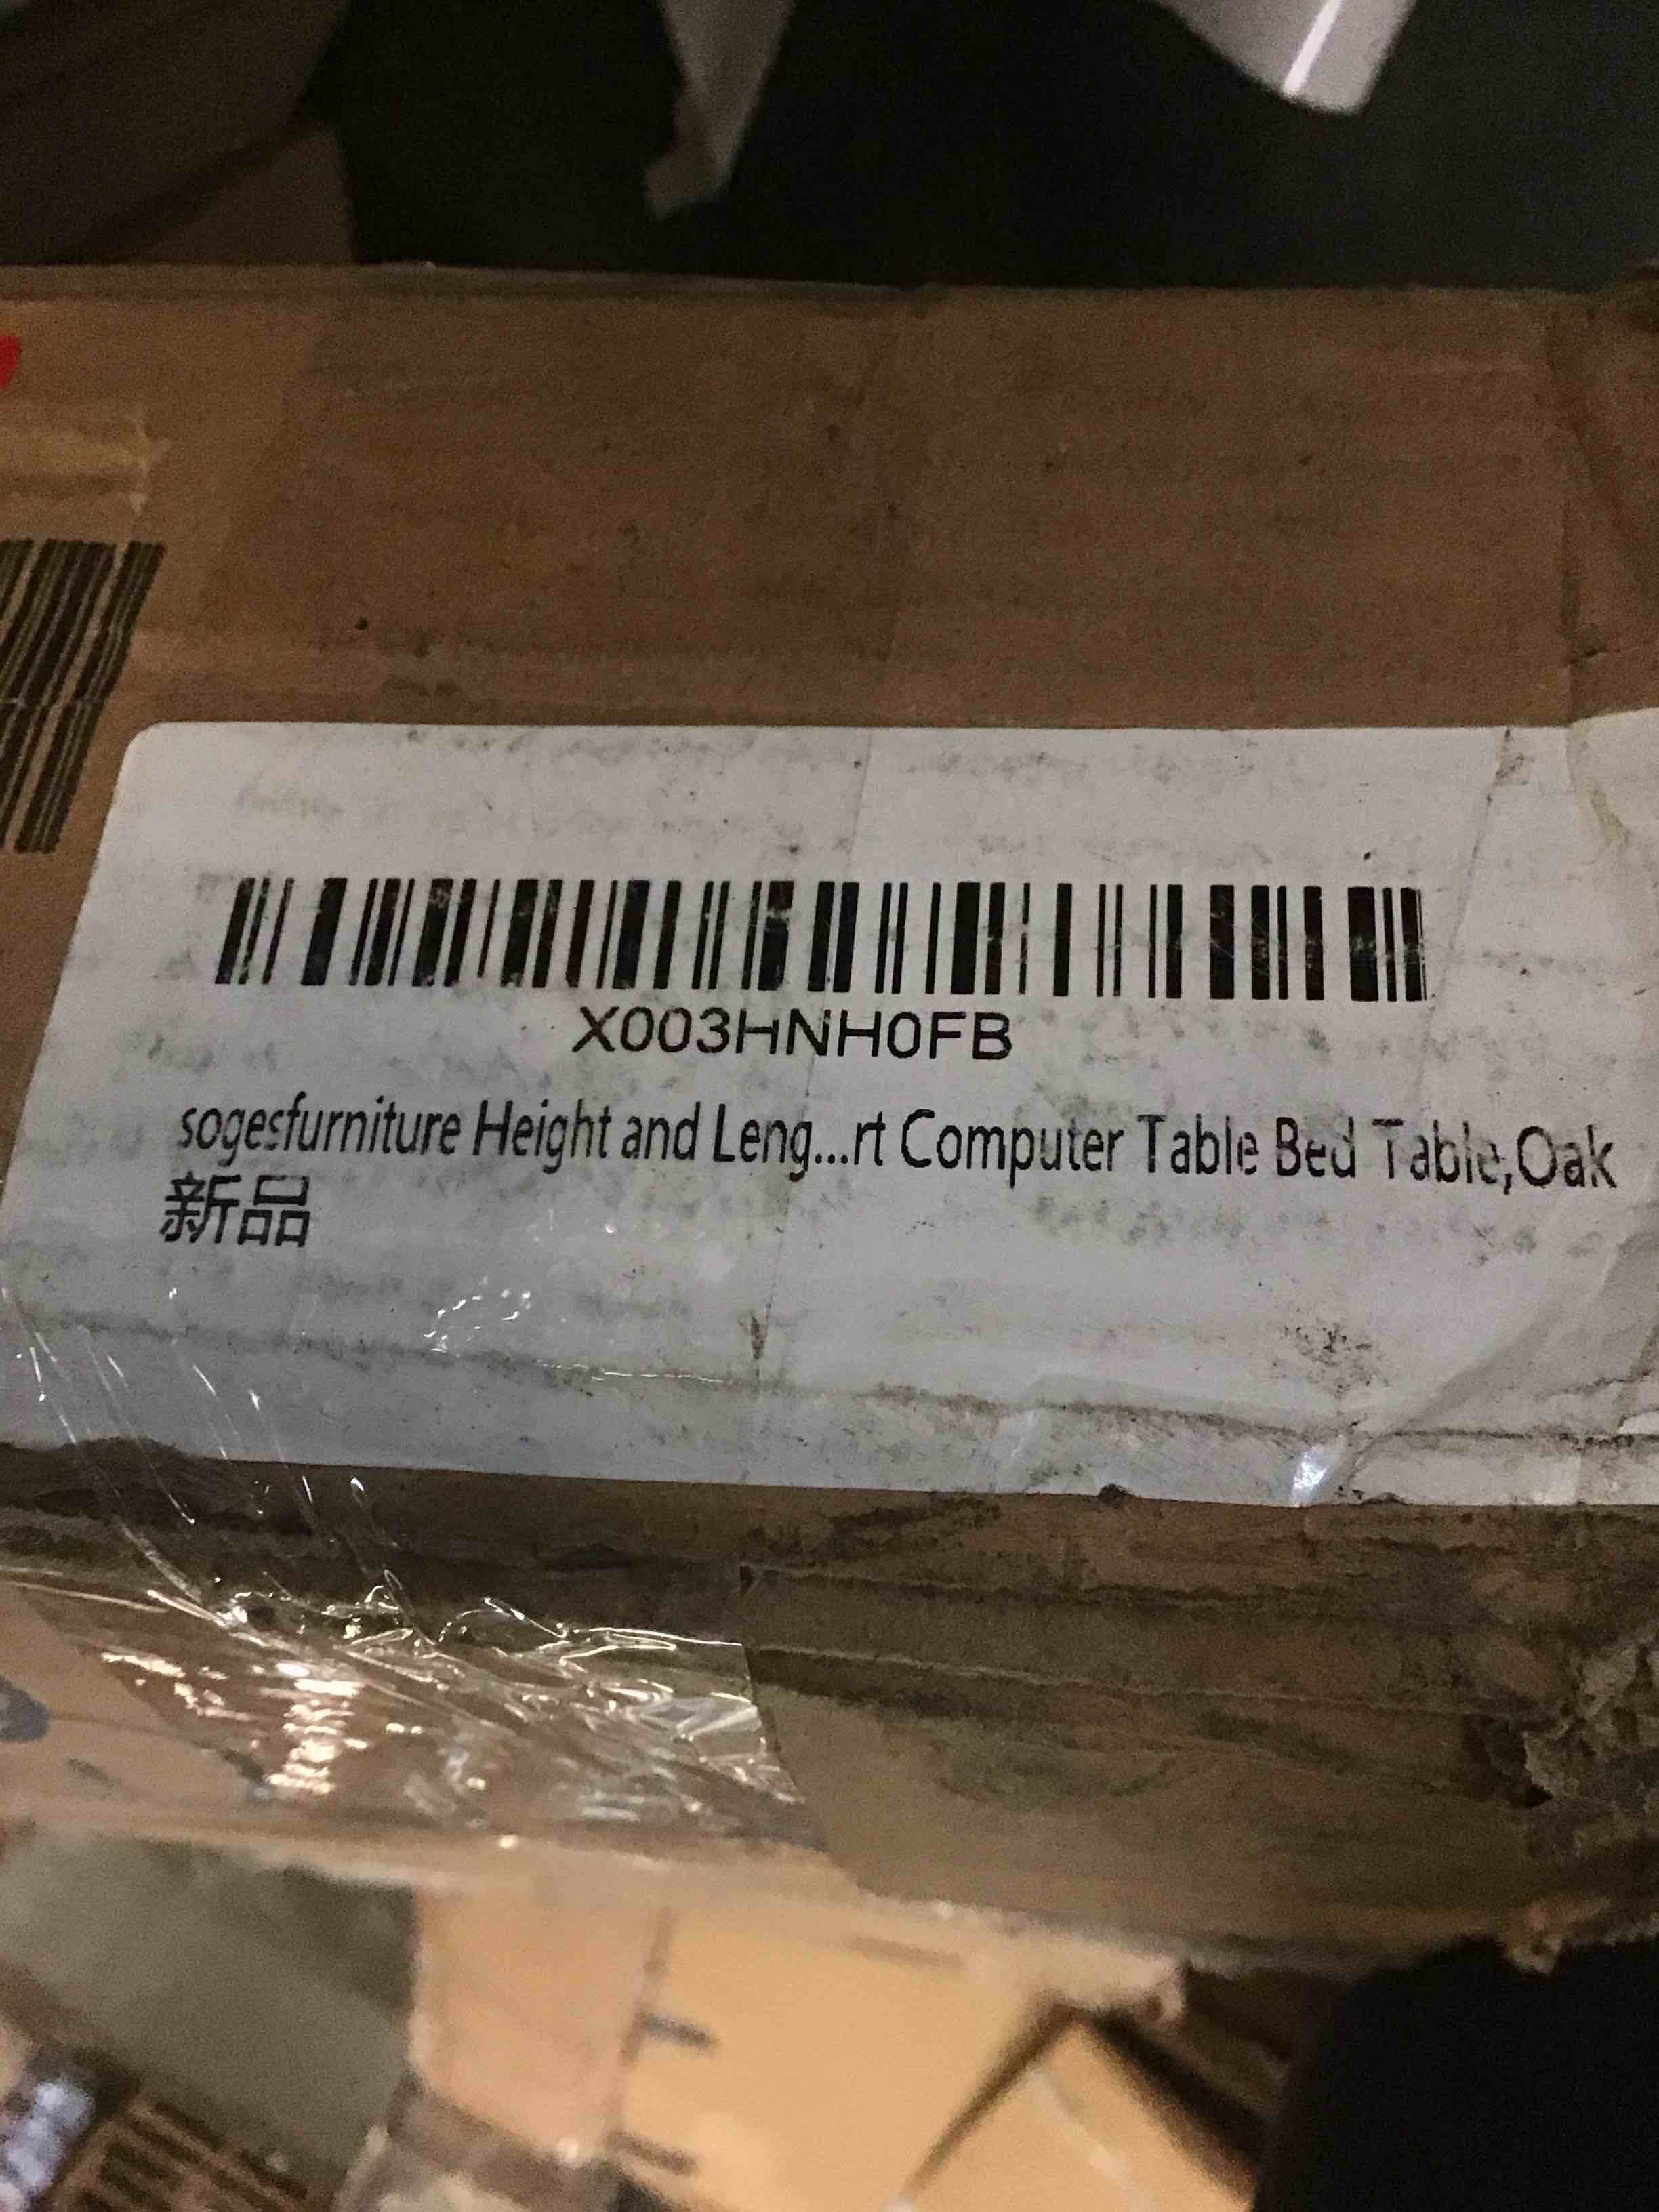 X003HNH0FB
sogesfurniture Height and Leng...rt Computer Table Bed Table,Oak
新品